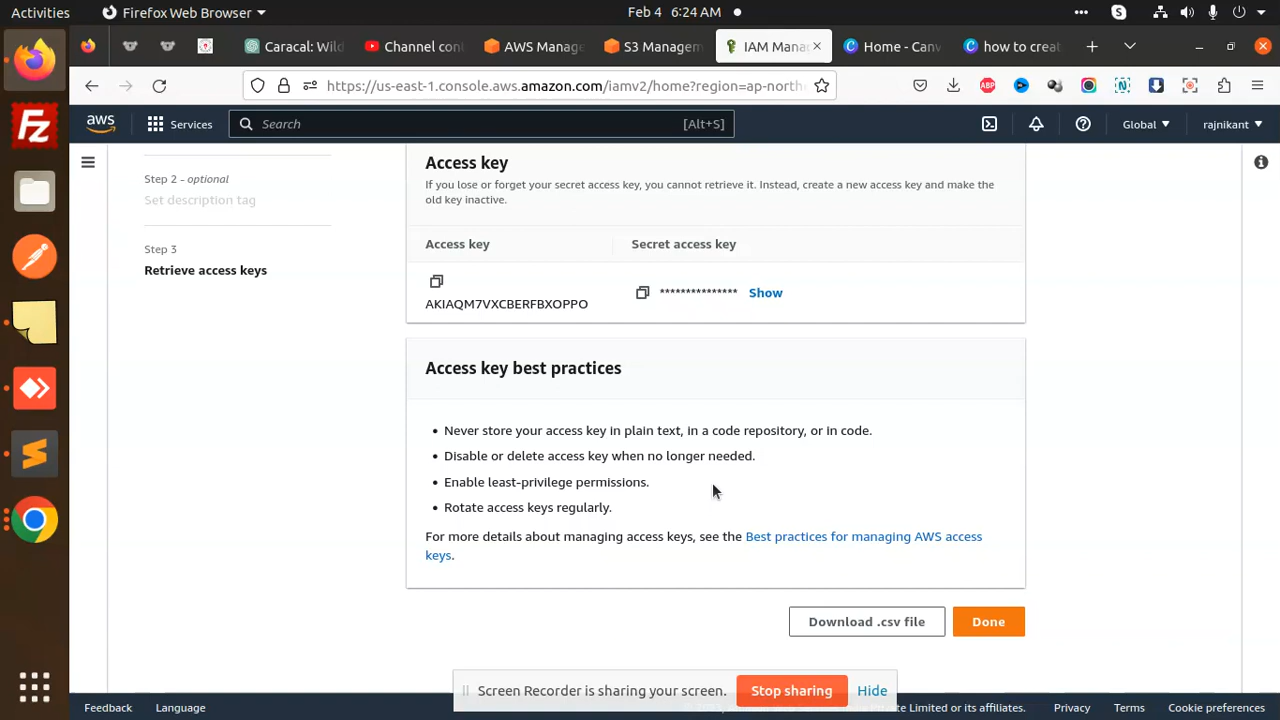 Activities
Firefox Web Browser
Feb 4 6:24 AM
Caracal: Wild
Channel con
AWS Manage
S3 Managem
IAM Mana
Home - Canv
how to creat
https://us-east-1.console.aws.amazon.com/iamv2/home?region=ap-north
aws
Services
Search
[Alt+S]
Global
rajnikant
Step 2 - optional
Set description tag
Step 3
Retrieve access keys
Access key
If you lose or forget your secret access key, you cannot retrieve it. Instead, create a new access key and make the
old key inactive.
Access key
Secret access key
AKIAQM7VXCBERFBXOPPO
*************** Show
Access key best practices
• Never store your access key in plain text, in a code repository, or in code.
• Disable or delete access key when no longer needed.
• Enable least-privilege permissions.
• Rotate access keys regularly.
For more details about managing access keys, see the Best practices for managing AWS access
keys.
Download .csv file
Done
Screen Recorder is sharing your screen.
Stop sharing
Hide
Feedback
Language
Limited or its affiliates.
Privacy
Terms
Cookie preferences